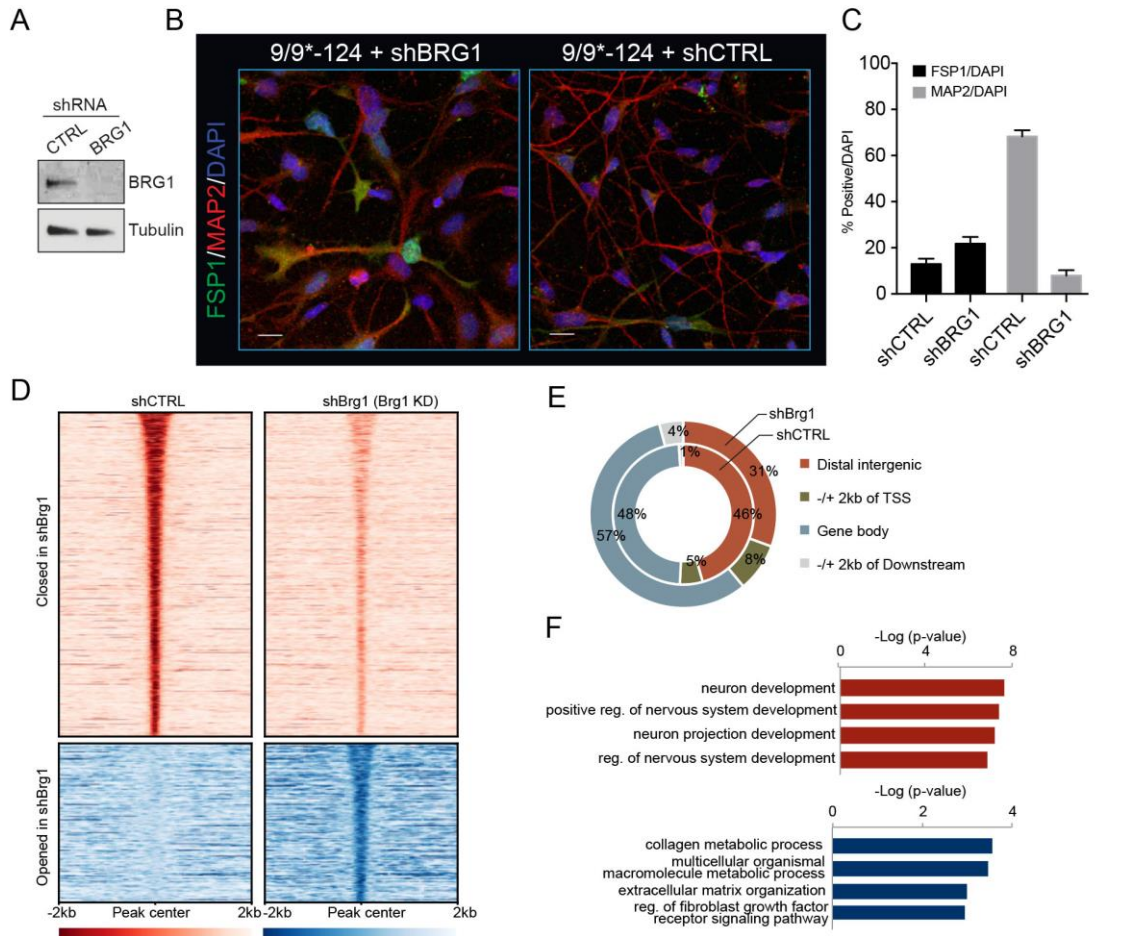 A
shRNA
CTRL
BRG1
BRG1
Tubulin
B
9/9*-124 + shBRG1
9/9*-124 + shCTRL
FSP1/MAP2/DAPI
C
% Positive/DAPI
100
80
60
40
20
0
FSP1/DAPI
MAP2/DAPI
shCTRL
shBRG1
shCTRL
shBRG1
D
shCTRL
shBrg1 (Brg1 KD)
Closed in shBrg1
Opened in shBrg1
-2kb
Peak center
2kb
-2kb
Peak center
2kb
E
shBrg1
shCTRL
4%
1%
31%
48%
46%
57%
5%
8%
Distal intergenic
-/+ 2kb of TSS
Gene body
-/+ 2kb of Downstream
F
-Log (p-value)
0 4 8
neuron development
positive reg. of nervous system development
neuron projection development
reg. of nervous system development
-Log (p-value)
0 2 4
collagen metabolic process
multicellular organismal
macromolecule metabolic process
extracellular matrix organization
reg. of fibroblast growth factor
receptor signaling pathway